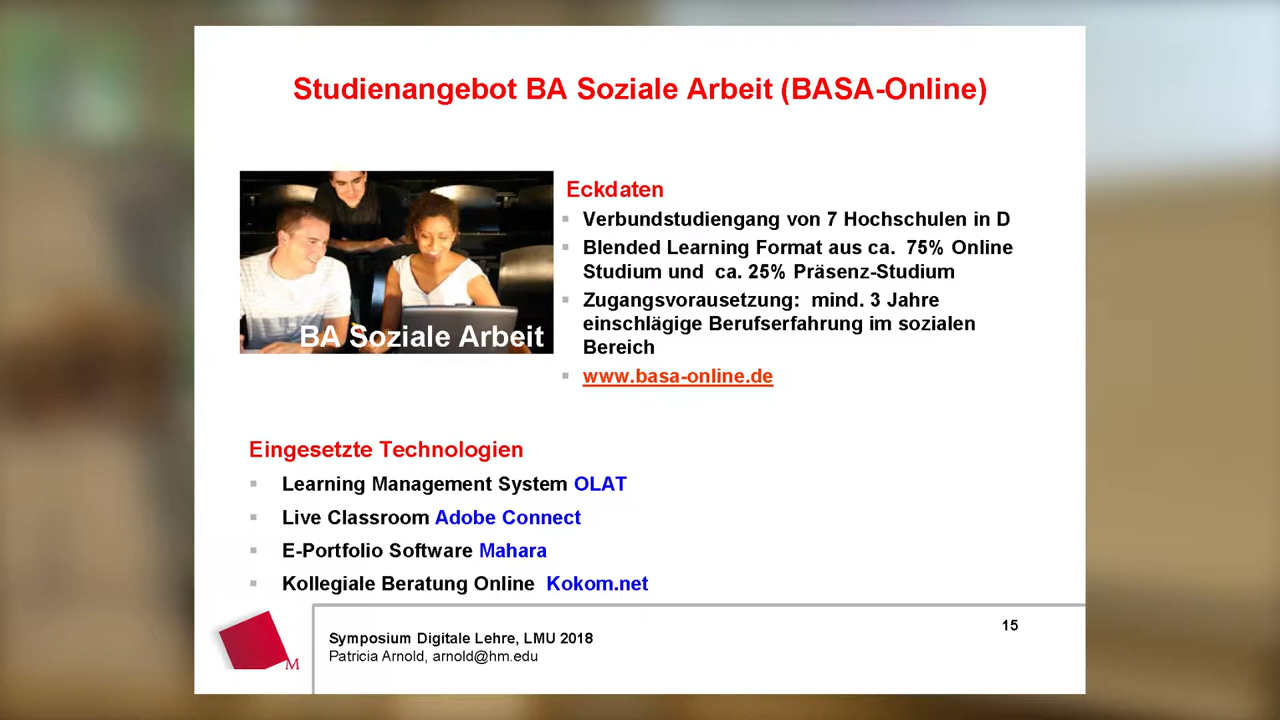 Studienangebot BA Soziale Arbeit (BASA-Online)
BA Soziale Arbeit
Eckdaten
Verbundstudiengang von 7 Hochschulen in D
Blended Learning Format aus ca. 75% Online
Studium und ca. 25% Präsenz-Studium
Zugangsvorausetzung: mind. 3 Jahre
einschlägige Berufserfahrung im sozialen
Bereich
www.basa-online.de
Eingesetzte Technologien
Learning Management System OLAT
Live Classroom Adobe Connect
E-Portfolio Software Mahara
Kollegiale Beratung Online Kokom.net
M
Symposium Digitale Lehre, LMU 2018
Patricia Arnold, arnold@hm.edu
15